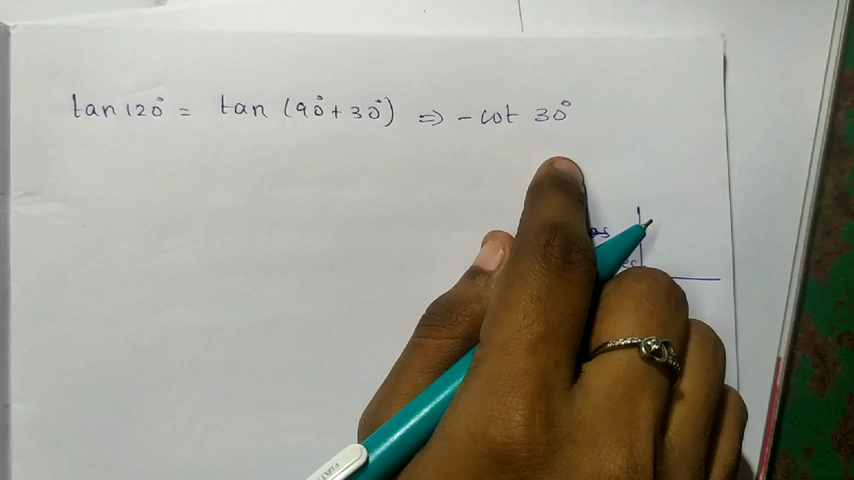 tan 120° = tan (90° + 30°) ⇒ - cot 30°